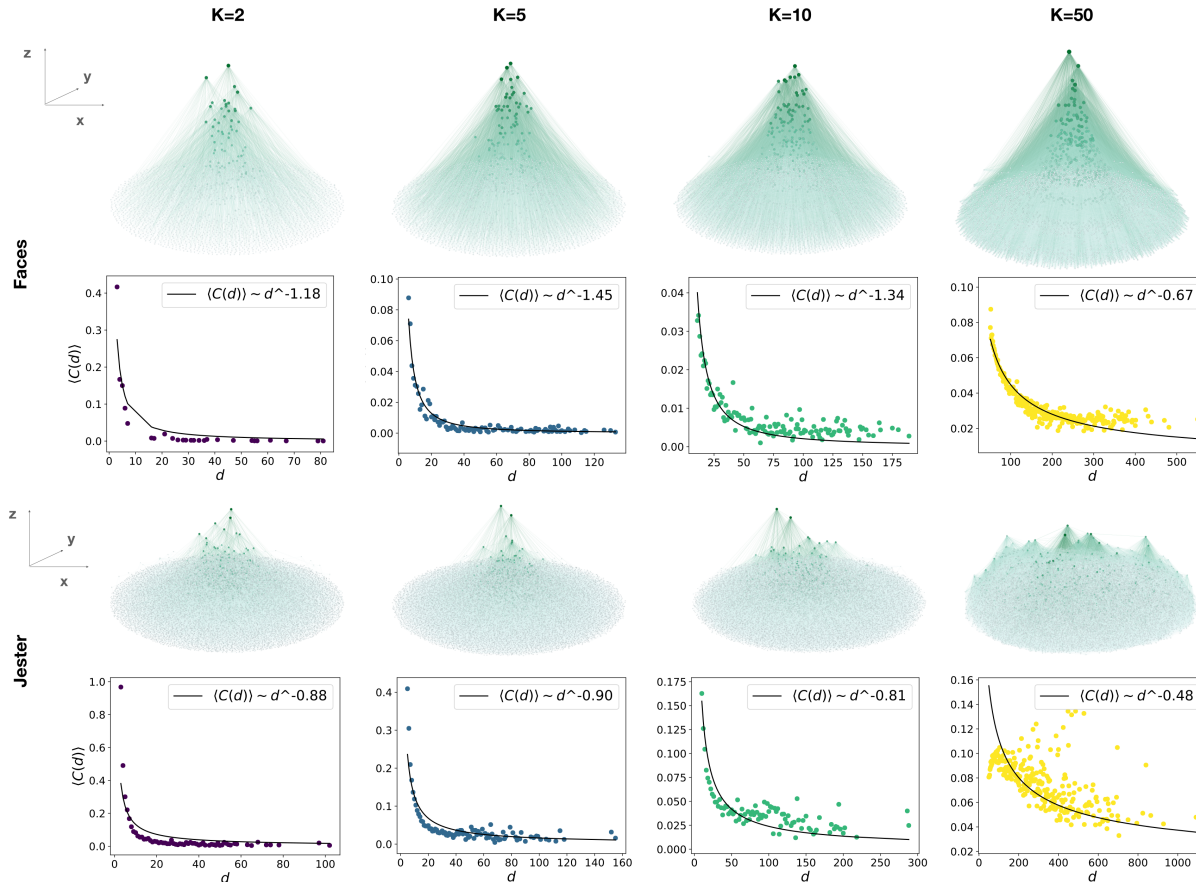 K=2 K=5 K=10 K=50
z
y
x
Faces
0.4
0.3
0.2
0.1
0.0
⟨C(d)⟩
⟨C(d)⟩ ~ d^-1.18
0 10 20 30 40 50 60 70 80
d
0.10
0.08
0.06
0.04
0.02
0.00
⟨C(d)⟩ ~ d^-1.45
0 20 40 60 80 100 120
d
0.04
0.03
0.02
0.01
0.00
⟨C(d)⟩ ~ d^-1.34
25 50 75 100 125 150 175
d
0.10
0.08
0.06
0.04
0.02
⟨C(d)⟩ ~ d^-0.67
100 200 300 400 500
d
z
y
x
Jester
1.0
0.8
0.6
0.4
0.2
0.0
⟨C(d)⟩
⟨C(d)⟩ ~ d^-0.88
0 20 40 60 80 100
d
0.4
0.3
0.2
0.1
0.0
⟨C(d)⟩ ~ d^-0.90
0 20 40 60 80 100 120 140 160
d
0.175
0.150
0.125
0.100
0.075
0.050
0.025
0.000
⟨C(d)⟩ ~ d^-0.81
0 50 100 150 200 250 300
d
0.16
0.14
0.12
0.10
0.08
0.06
0.04
0.02
⟨C(d)⟩ ~ d^-0.48
0 200 400 600 800 1000
d